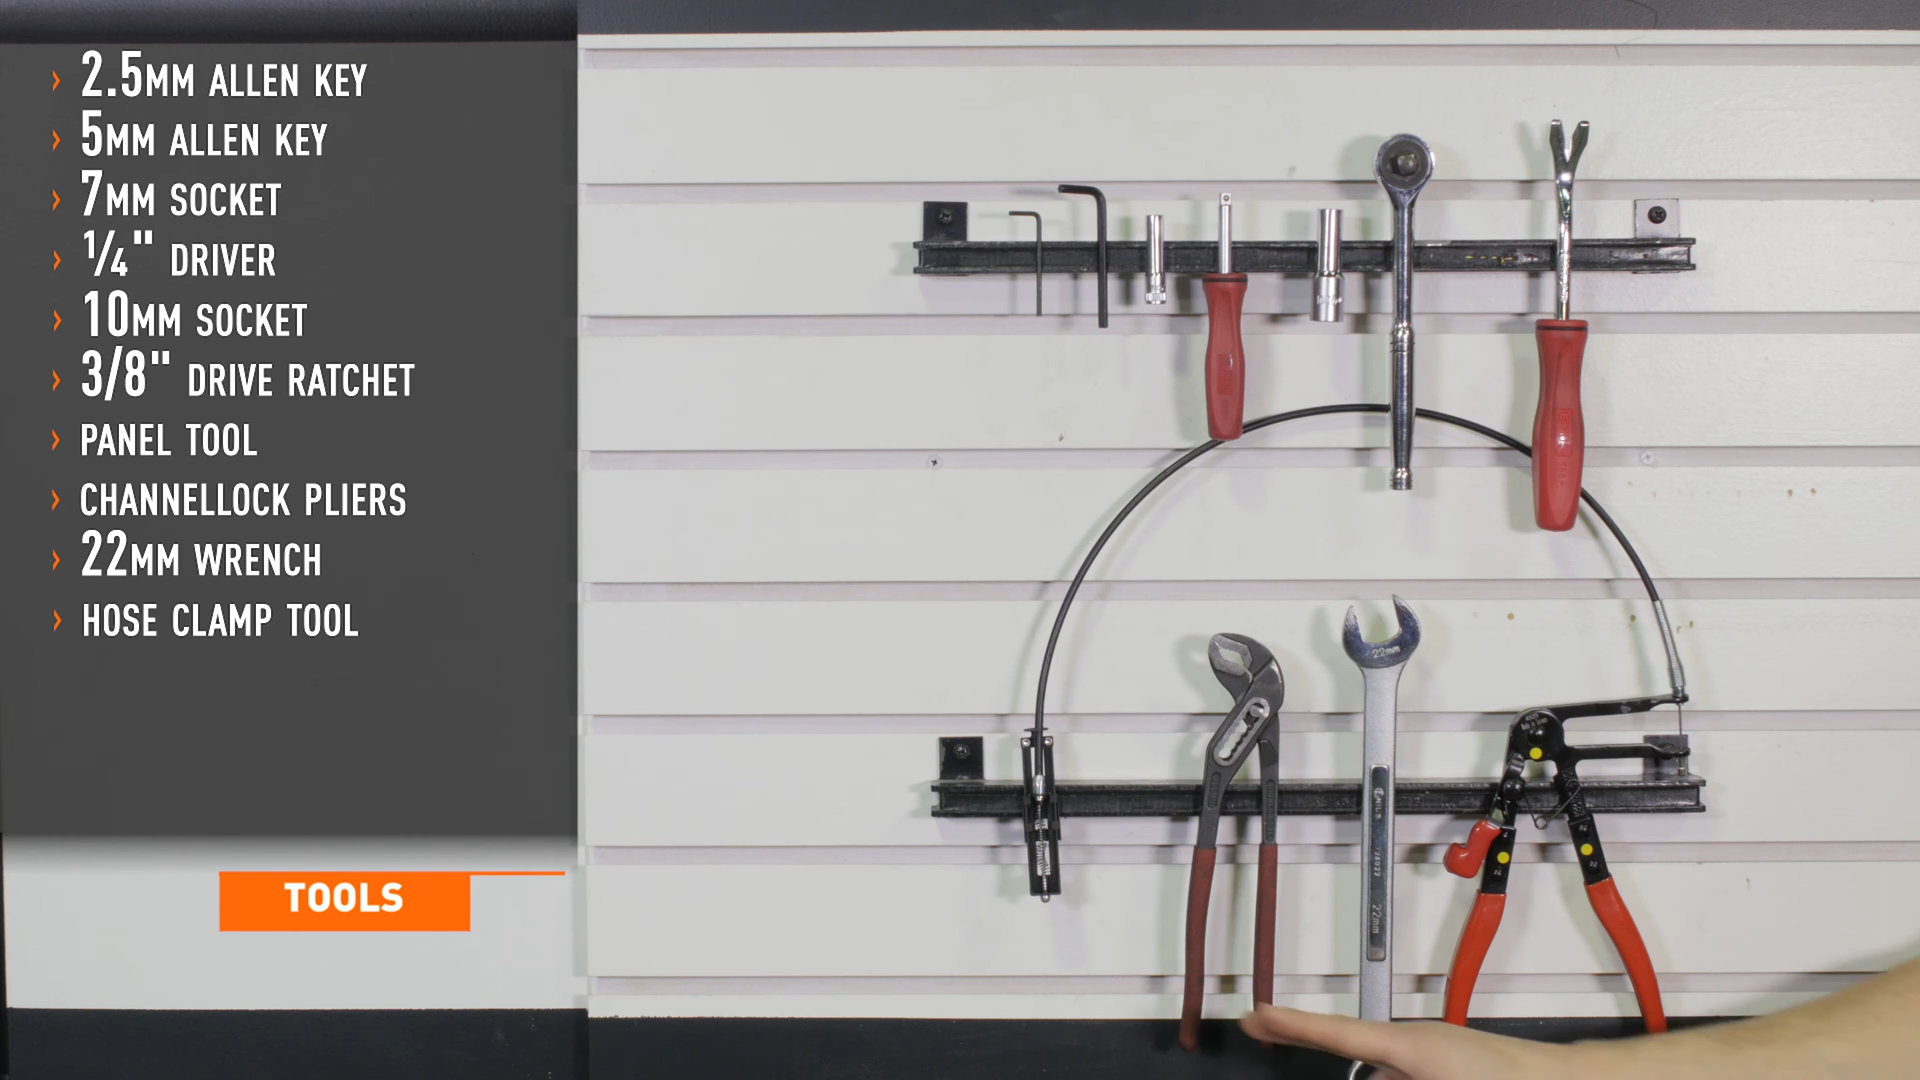 › 2.5MM ALLEN KEY
› 5MM ALLEN KEY
› 7MM SOCKET
› ¼" DRIVER
› 10MM SOCKET
› 3/8" DRIVE RATCHET
› PANEL TOOL
› CHANNELLOCK PLIERS
› 22MM WRENCH
› HOSE CLAMP TOOL
TOOLS
22mm
22mm